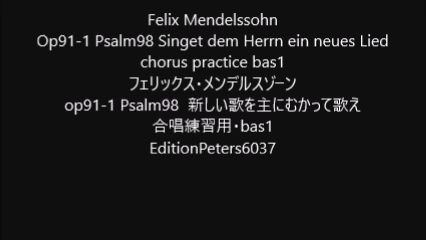 Felix Mendelssohn
Op91-1 Psalm98 Singet dem Herrn ein neues Lied
chorus practice bas1
フェリックス・メンデルスゾーン
op91-1 Psalm98 新しい歌を主にむかって歌え
合唱練習用・bas1
EditionPeters6037